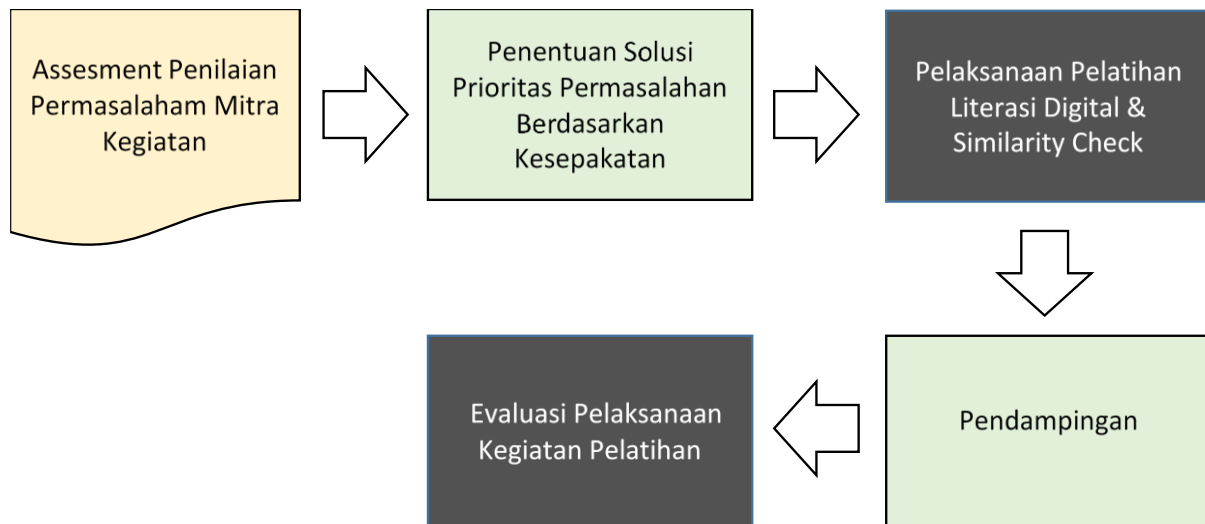 Assesment Penilaian
Permasalaham Mitra
Kegiatan
Penentuan Solusi
Prioritas Permasalahan
Berdasarkan
Kesepakatan
Pelaksanaan Pelatihan
Literasi Digital &
Similarity Check
Pendampingan
Evaluasi Pelaksanaan
Kegiatan Pelatihan